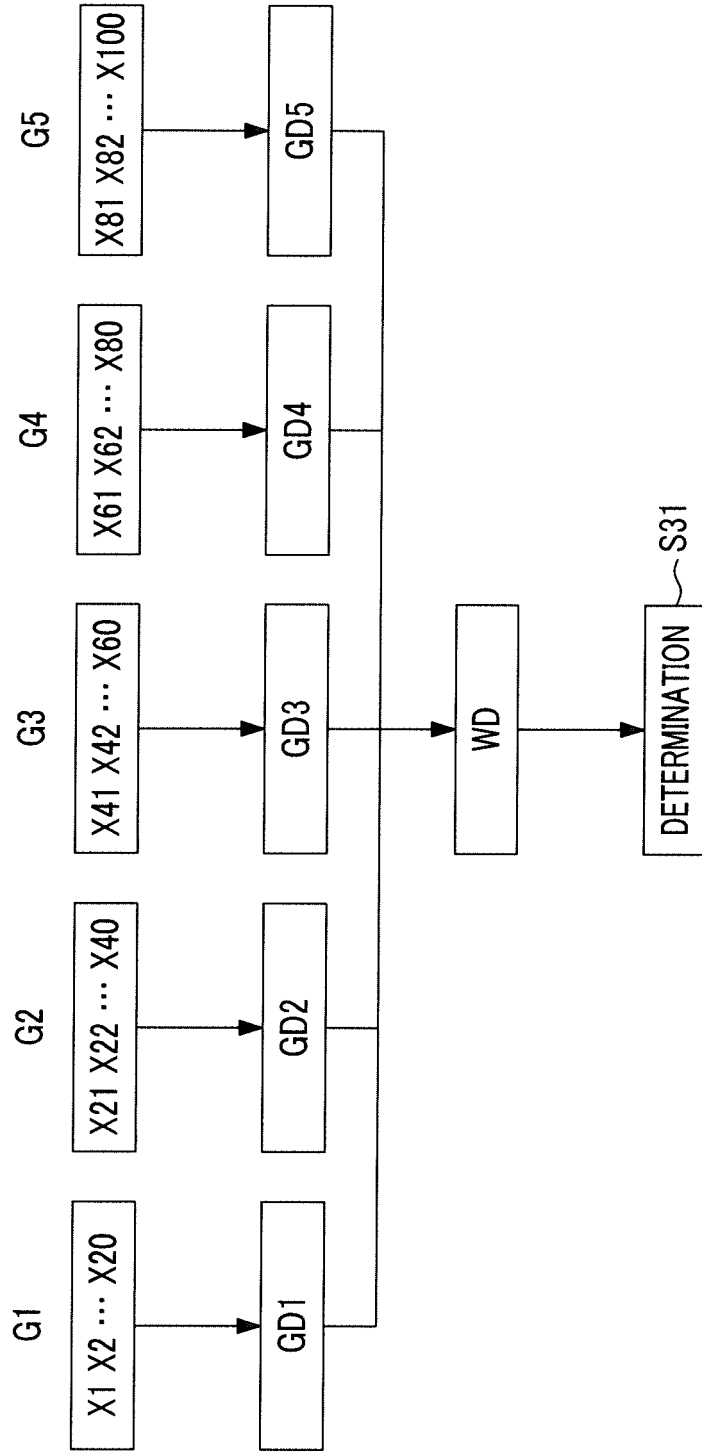 G1
G2
G3
G4
G5
X1 X2 ··· X20
X21 X22 ··· X40
X41 X42 ··· X60
X61 X62 ··· X80
X81 X82 ··· X100
GD1
GD2
GD3
GD4
GD5
WD
DETERMINATION
S31